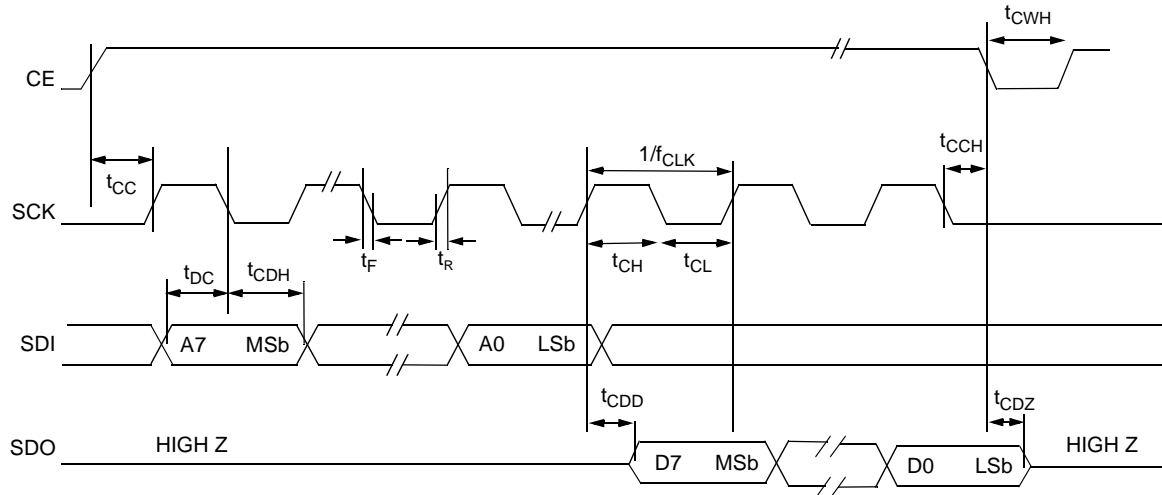 tCWH
CE
tCCH
1/fCLK
tCC
SCK
tF
tR
tCH
tCL
tDC
tCDH
SDI
A7 MSb
A0 LSb
tCDD
tCDZ
SDO
HIGH Z
HIGH Z
D7 MSb
D0 LSb